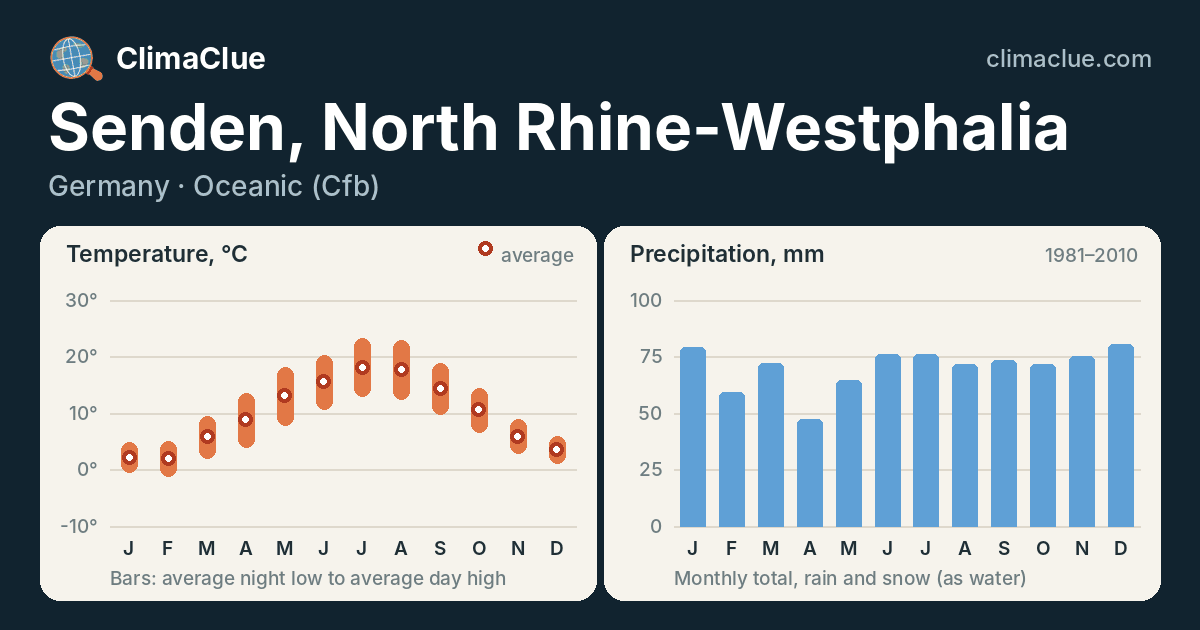 ClimaClue
climaclue.com
Senden, North Rhine-Westphalia
Germany · Oceanic (Cfb)
Temperature, °C
average
30°
20°
10°
0°
-10°
J F M A M J J A S O N D
Bars: average night low to average day high
Precipitation, mm
1981–2010
100
75
50
25
0
J F M A M J J A S O N D
Monthly total, rain and snow (as water)